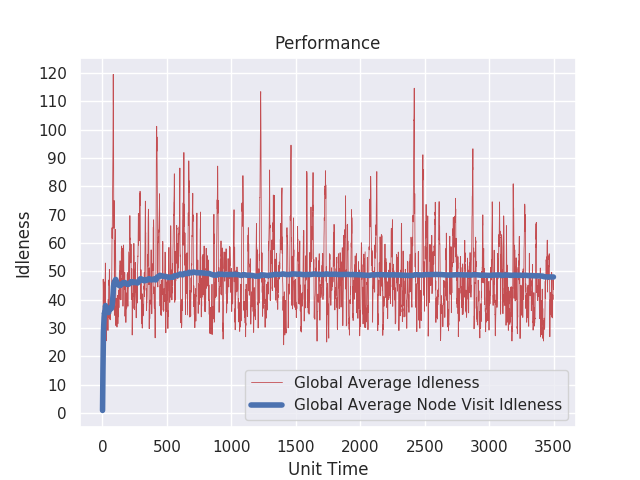 Performance
Idleness
120
110
100
90
80
70
60
50
40
30
20
10
0
Global Average Idleness
Global Average Node Visit Idleness
0 500 1000 1500 2000 2500 3000 3500
Unit Time